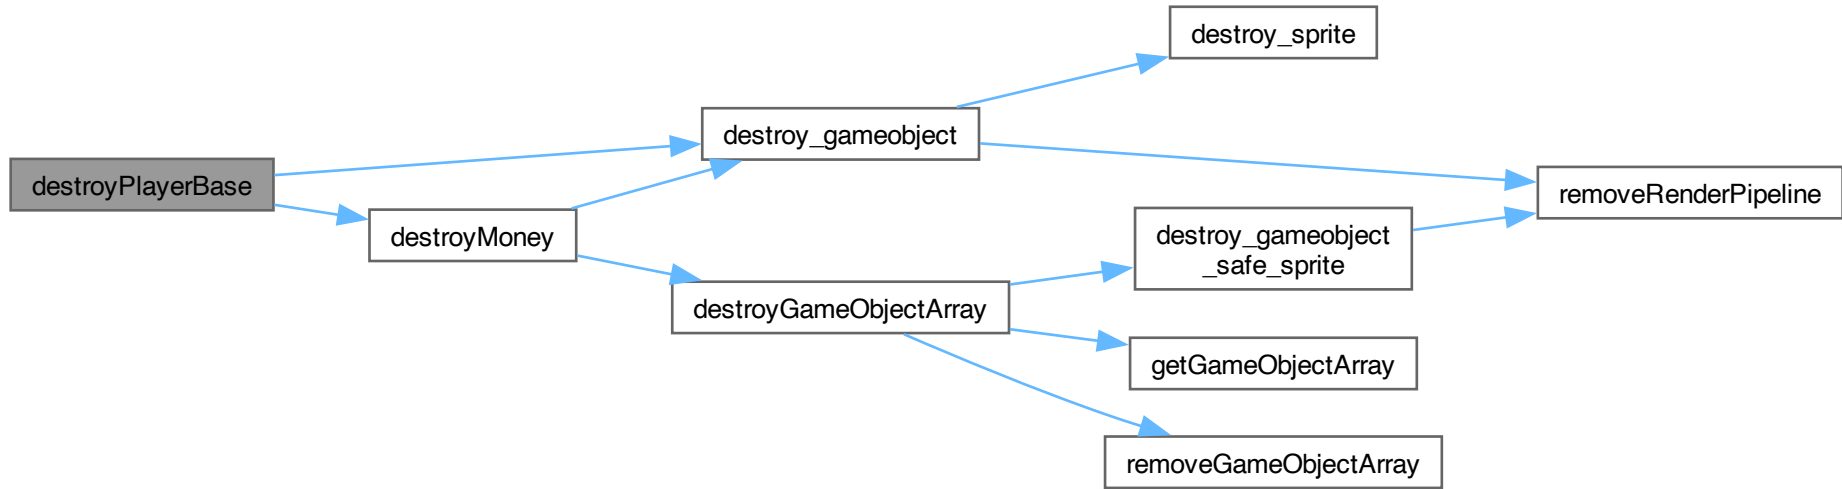 destroyPlayerBase
destroyMoney
destroy_gameobject
destroyGameObjectArray
destroy_sprite
destroy_gameobject
_safe_sprite
getGameObjectArray
removeGameObjectArray
removeRenderPipeline